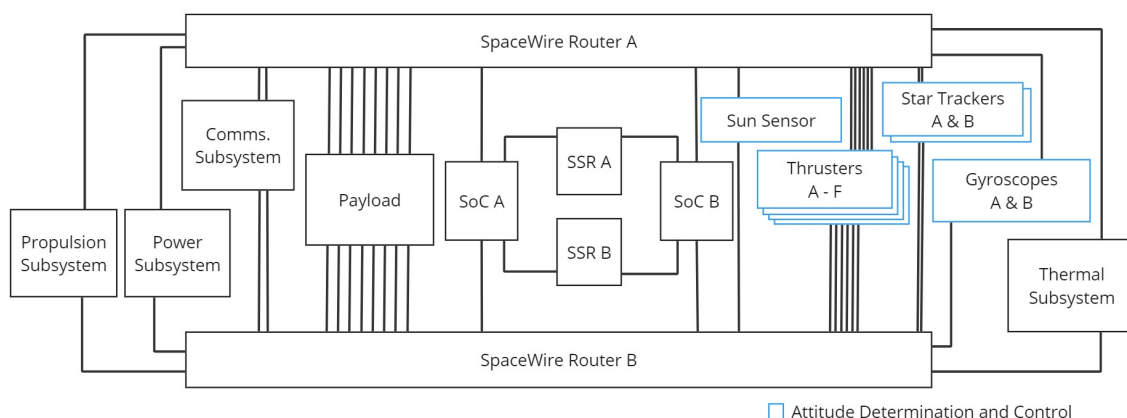 SpaceWire Router A
Comms.
Subsystem
Payload
SoC A
SSR A
SSR B
SoC B
Sun Sensor
Thrusters
A - F
Star Trackers
A & B
Gyroscopes
A & B
Propulsion
Subsystem
Power
Subsystem
Thermal
Subsystem
SpaceWire Router B
Attitude Determination and Control